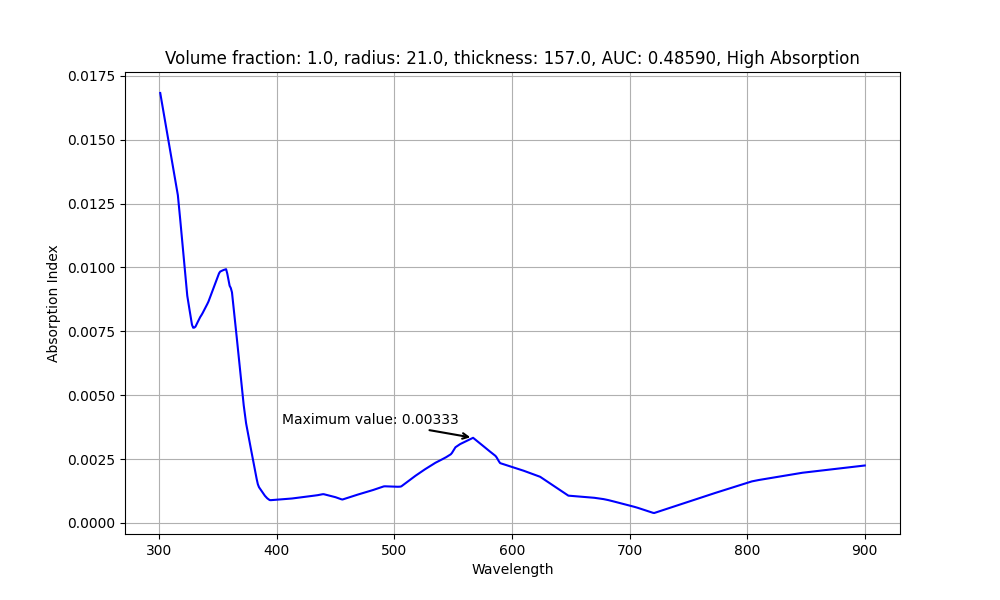 Volume fraction: 1.0, radius: 21.0, thickness: 157.0, AUC: 0.48590, High Absorption
0.0175
0.0150
0.0125
0.0100
0.0075
0.0050
0.0025
0.0000
Absorption Index
Maximum value: 0.00333
300 400 500 600 700 800 900
Wavelength